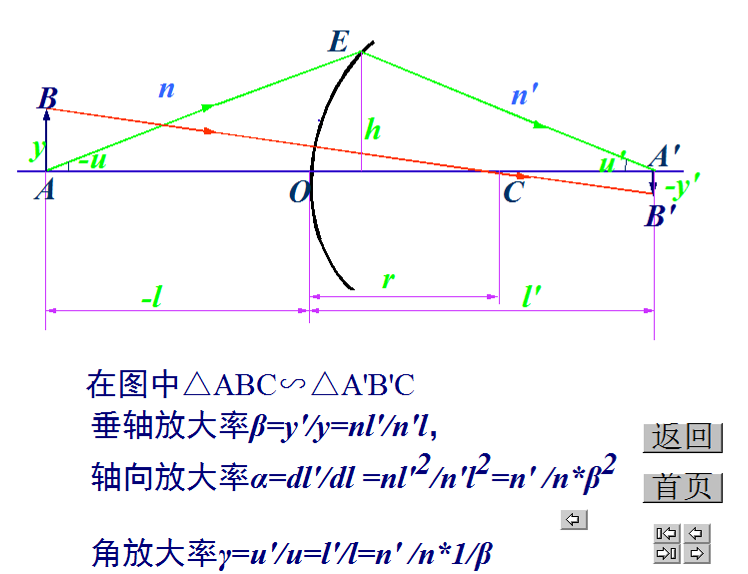 E
n
n'
B
h
y
-u
u'
A'
A
O
C
-y'
B'
r
-l
l'
在图中△ABC∽△A'B'C
垂轴放大率β=y'/y=nl'/n'l,
返回
轴向放大率α=dl'/dl =nl'²/n'l²=n' /n*β²
首页
角放大率γ=u'/u=l'/l=n' /n*1/β